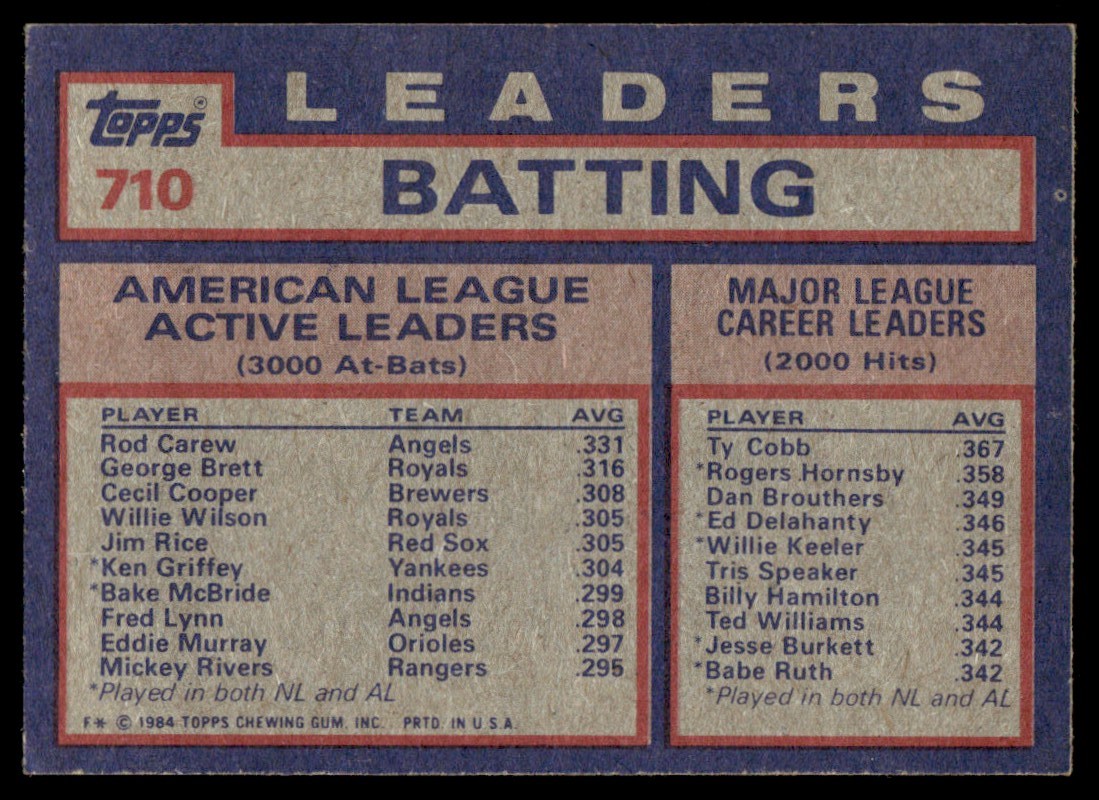 LEADERS
Topps®
710
BATTING
AMERICAN LEAGUE
ACTIVE LEADERS
(3000 At-Bats)
PLAYER TEAM AVG
Rod Carew Angels .331
George Brett Royals .316
Cecil Cooper Brewers .308
Willie Wilson Royals .305
Jim Rice Red Sox .305
*Ken Griffey Yankees .304
*Bake McBride Indians .299
Fred Lynn Angels .298
Eddie Murray Orioles .297
Mickey Rivers Rangers .295
*Played in both NL and AL
F* © 1984 TOPPS CHEWING GUM, INC. PRTD. IN U.S.A.
MAJOR LEAGUE
CAREER LEADERS
(2000 Hits)
PLAYER AVG
Ty Cobb .367
*Rogers Hornsby .358
Dan Brouthers .349
*Ed Delahanty .346
*Willie Keeler .345
Tris Speaker .345
Billy Hamilton .344
Ted Williams .344
*Jesse Burkett .342
*Babe Ruth .342
*Played in both NL and AL